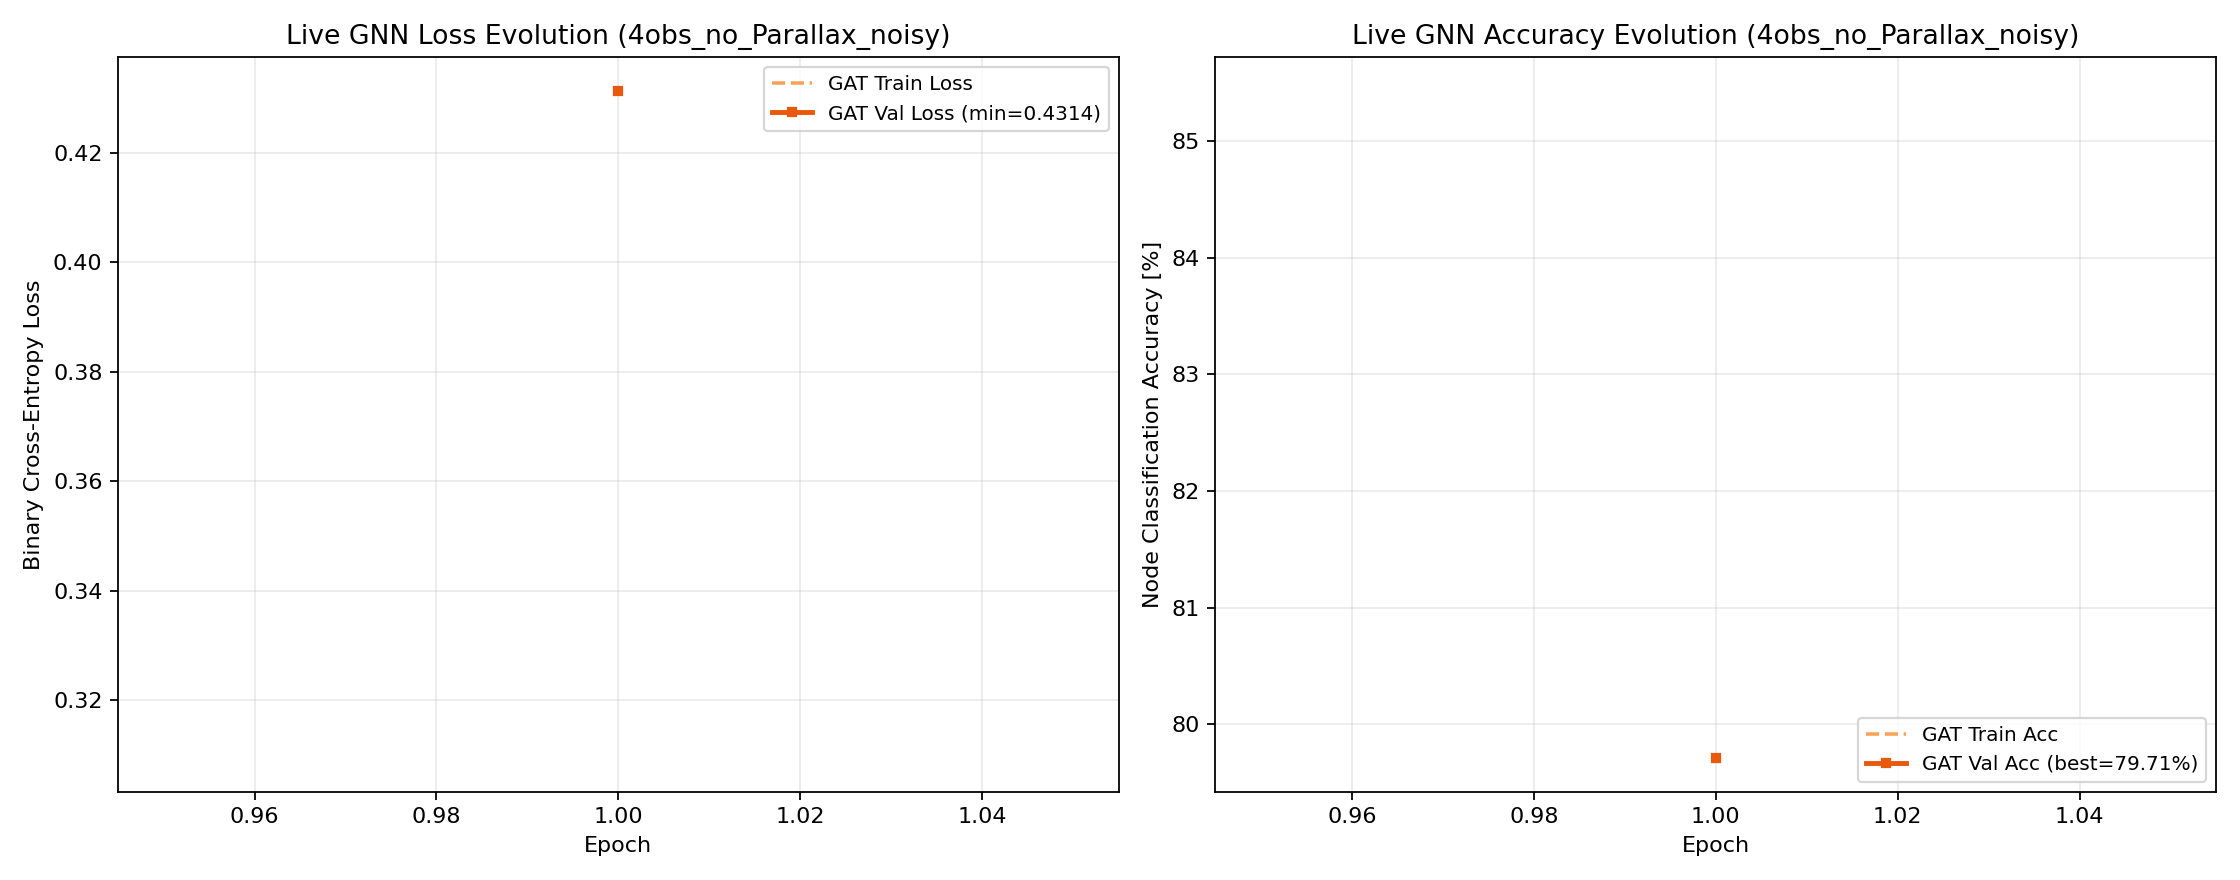 Live GNN Loss Evolution (4obs_no_Parallax_noisy)
GAT Train Loss
GAT Val Loss (min=0.4314)
Binary Cross-Entropy Loss
0.42
0.40
0.38
0.36
0.34
0.32
0.96
0.98
1.00
1.02
1.04
Epoch
Live GNN Accuracy Evolution (4obs_no_Parallax_noisy)
Node Classification Accuracy [%]
85
84
83
82
81
80
GAT Train Acc
GAT Val Acc (best=79.71%)
0.96
0.98
1.00
1.02
1.04
Epoch